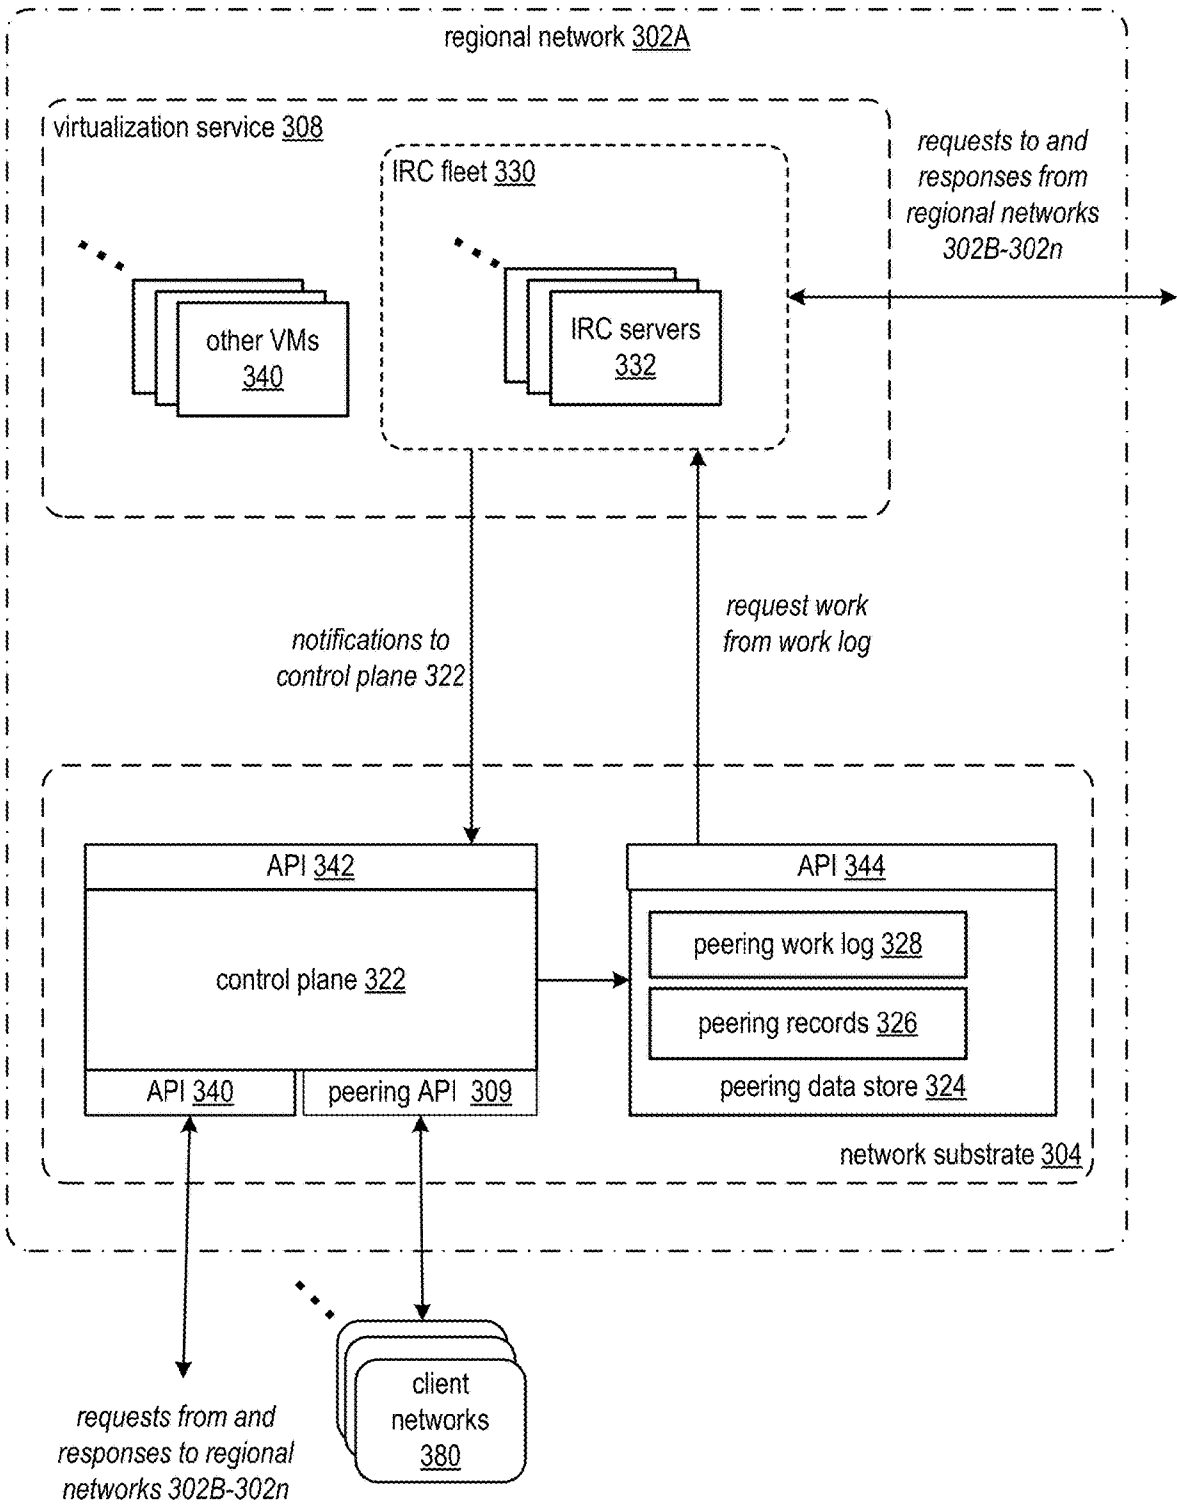 regional network 302A
virtualization service 308
IRC fleet 330
requests to and
responses from
regional networks
302B-302n
other VMs
340
IRC servers
332
notifications to
control plane 322
request work
from work log
API 342
control plane 322
API 340
peering API 309
API 344
peering work log 328
peering records 326
peering data store 324
network substrate 304
client
networks
380
requests from and
responses to regional
networks 302B-302n